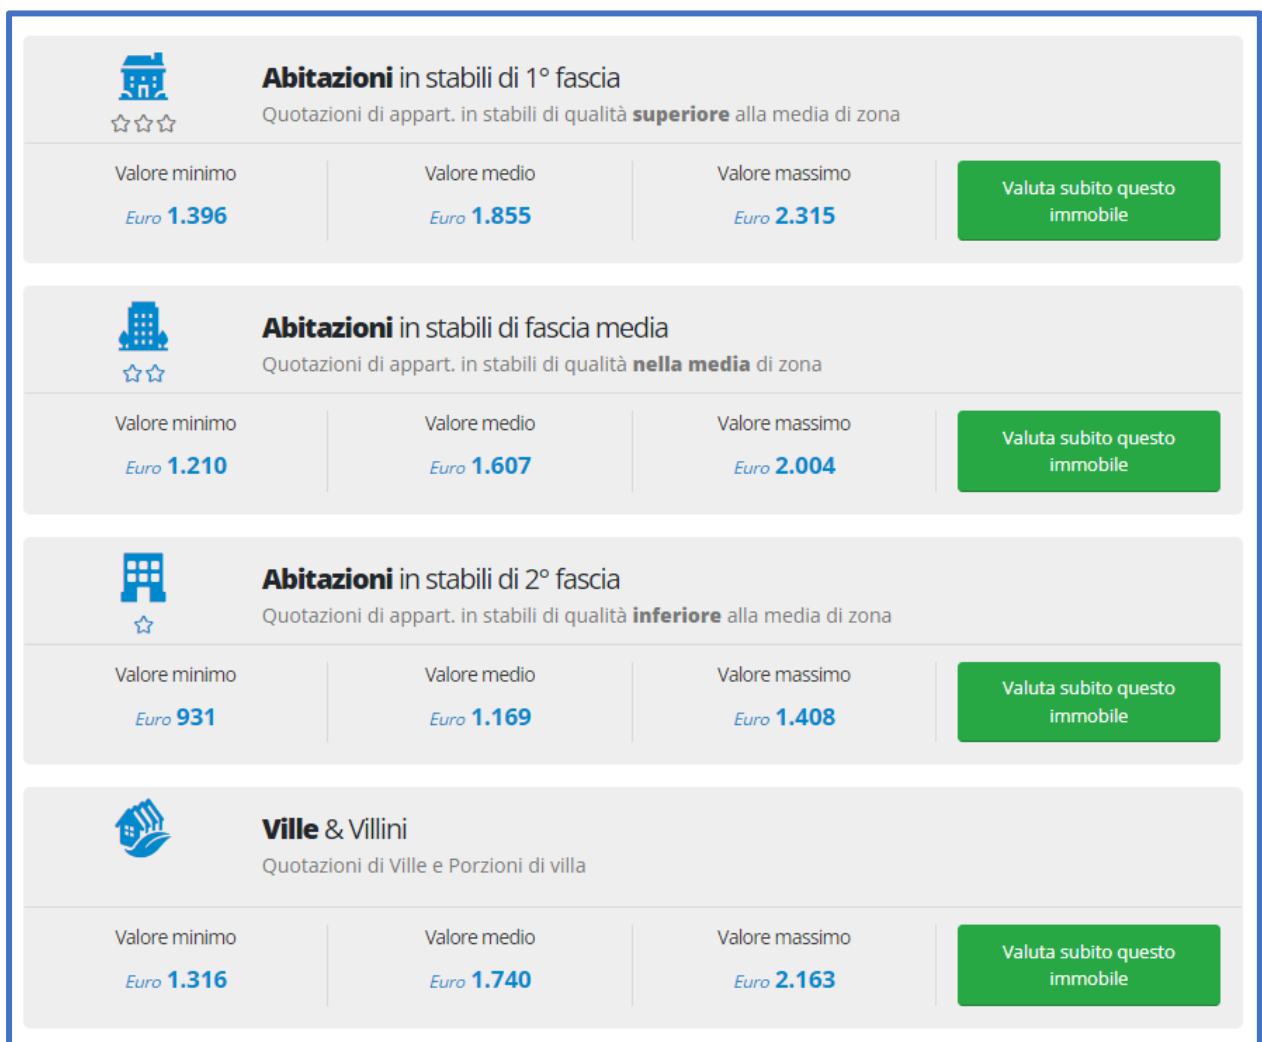 Abitazioni in stabili di 1° fascia
Quotazioni di appart. in stabili di qualità superiore alla media di zona
Valore minimo
Valore medio
Valore massimo
Valuta subito questo
immobile
Euro 1.396
Euro 1.855
Euro 2.315
Abitazioni in stabili di fascia media
Quotazioni di appart. in stabili di qualità nella media di zona
Valore minimo
Valore medio
Valore massimo
Valuta subito questo
immobile
Euro 1.210
Euro 1.607
Euro 2.004
Abitazioni in stabili di 2° fascia
Quotazioni di appart. in stabili di qualità inferiore alla media di zona
Valore minimo
Valore medio
Valore massimo
Valuta subito questo
immobile
Euro 931
Euro 1.169
Euro 1.408
Ville & Villini
Quotazioni di Ville e Porzioni di villa
Valore minimo
Valore medio
Valore massimo
Valuta subito questo
immobile
Euro 1.316
Euro 1.740
Euro 2.163